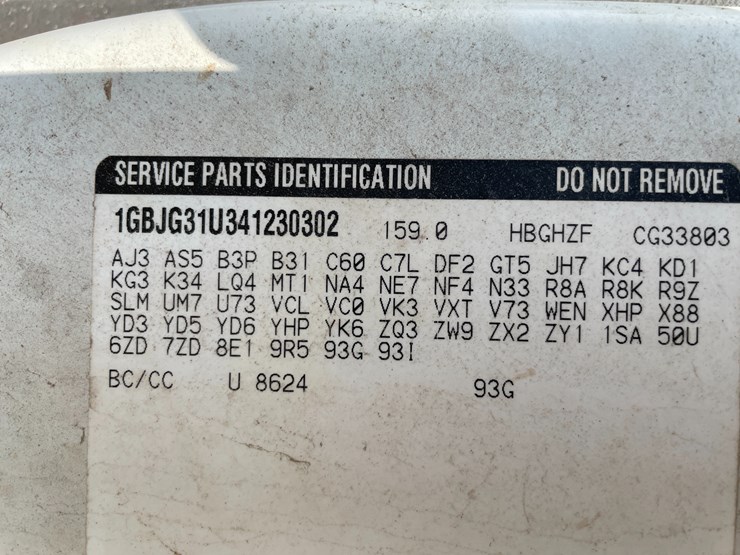 SERVICE PARTS IDENTIFICATION DO NOT REMOVE
1GBJG31U341230302 159.0 HBGHZF CG33803
AJ3 AS5 B3P B31 C60 C7L DF2 GT5 JH7 KC4 KD1
KG3 K34 LQ4 MT1 NA4 NE7 NF4 N33 R8A R8K R9Z
SLM UM7 U73 VCL VC0 VK3 VXT V73 WEN XHP X88
YD3 YD5 YD6 YHP YK6 ZQ3 ZW9 ZX2 ZY1 1SA 50U
6ZD 7ZD 8E1 9R5 93G 93I
BC/CC U 8624 93G